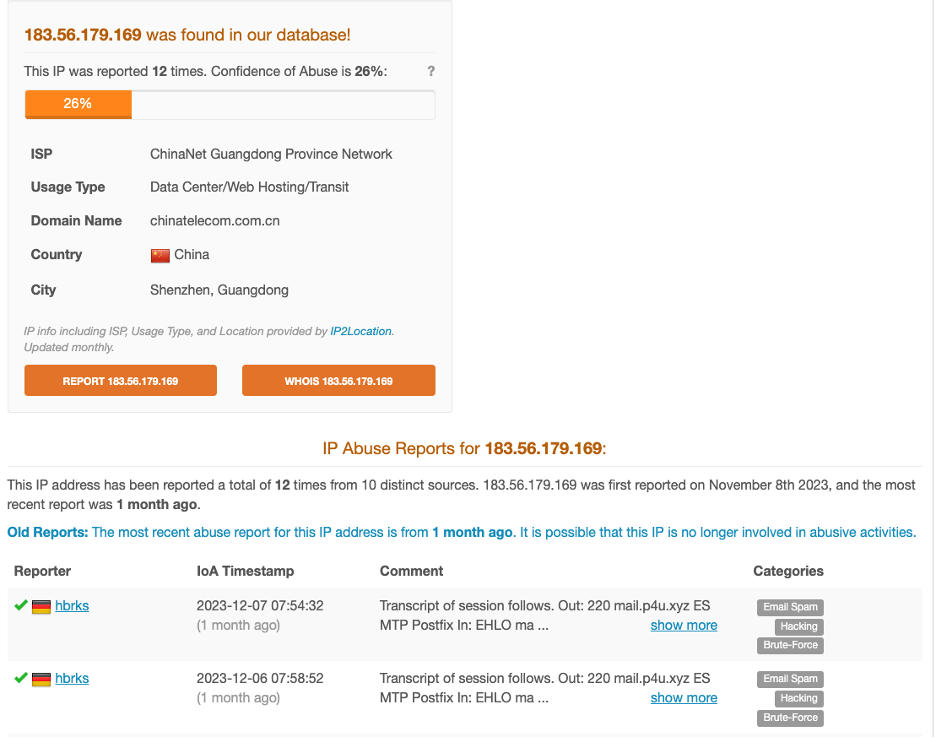 183.56.179.169 was found in our database!
This IP was reported 12 times. Confidence of Abuse is 26%: ?
26%
ISP ChinaNet Guangdong Province Network
Usage Type Data Center/Web Hosting/Transit
Domain Name chinatelecom.com.cn
Country China
City Shenzhen, Guangdong
IP info including ISP, Usage Type, and Location provided by IP2Location.
Updated monthly.
REPORT 183.56.179.169 WHOIS 183.56.179.169
IP Abuse Reports for 183.56.179.169:
This IP address has been reported a total of 12 times from 10 distinct sources. 183.56.179.169 was first reported on November 8th 2023, and the most
recent report was 1 month ago.
Old Reports: The most recent abuse report for this IP address is from 1 month ago. It is possible that this IP is no longer involved in abusive activities.
Reporter IoA Timestamp Comment Categories
hbrks 2023-12-07 07:54:32 Transcript of session follows. Out: 220 mail.p4u.xyz ES Email Spam
(1 month ago) MTP Postfix In: EHLO ma ... show more Hacking
Brute-Force
hbrks 2023-12-06 07:58:52 Transcript of session follows. Out: 220 mail.p4u.xyz ES Email Spam
(1 month ago) MTP Postfix In: EHLO ma ... show more Hacking
Brute-Force